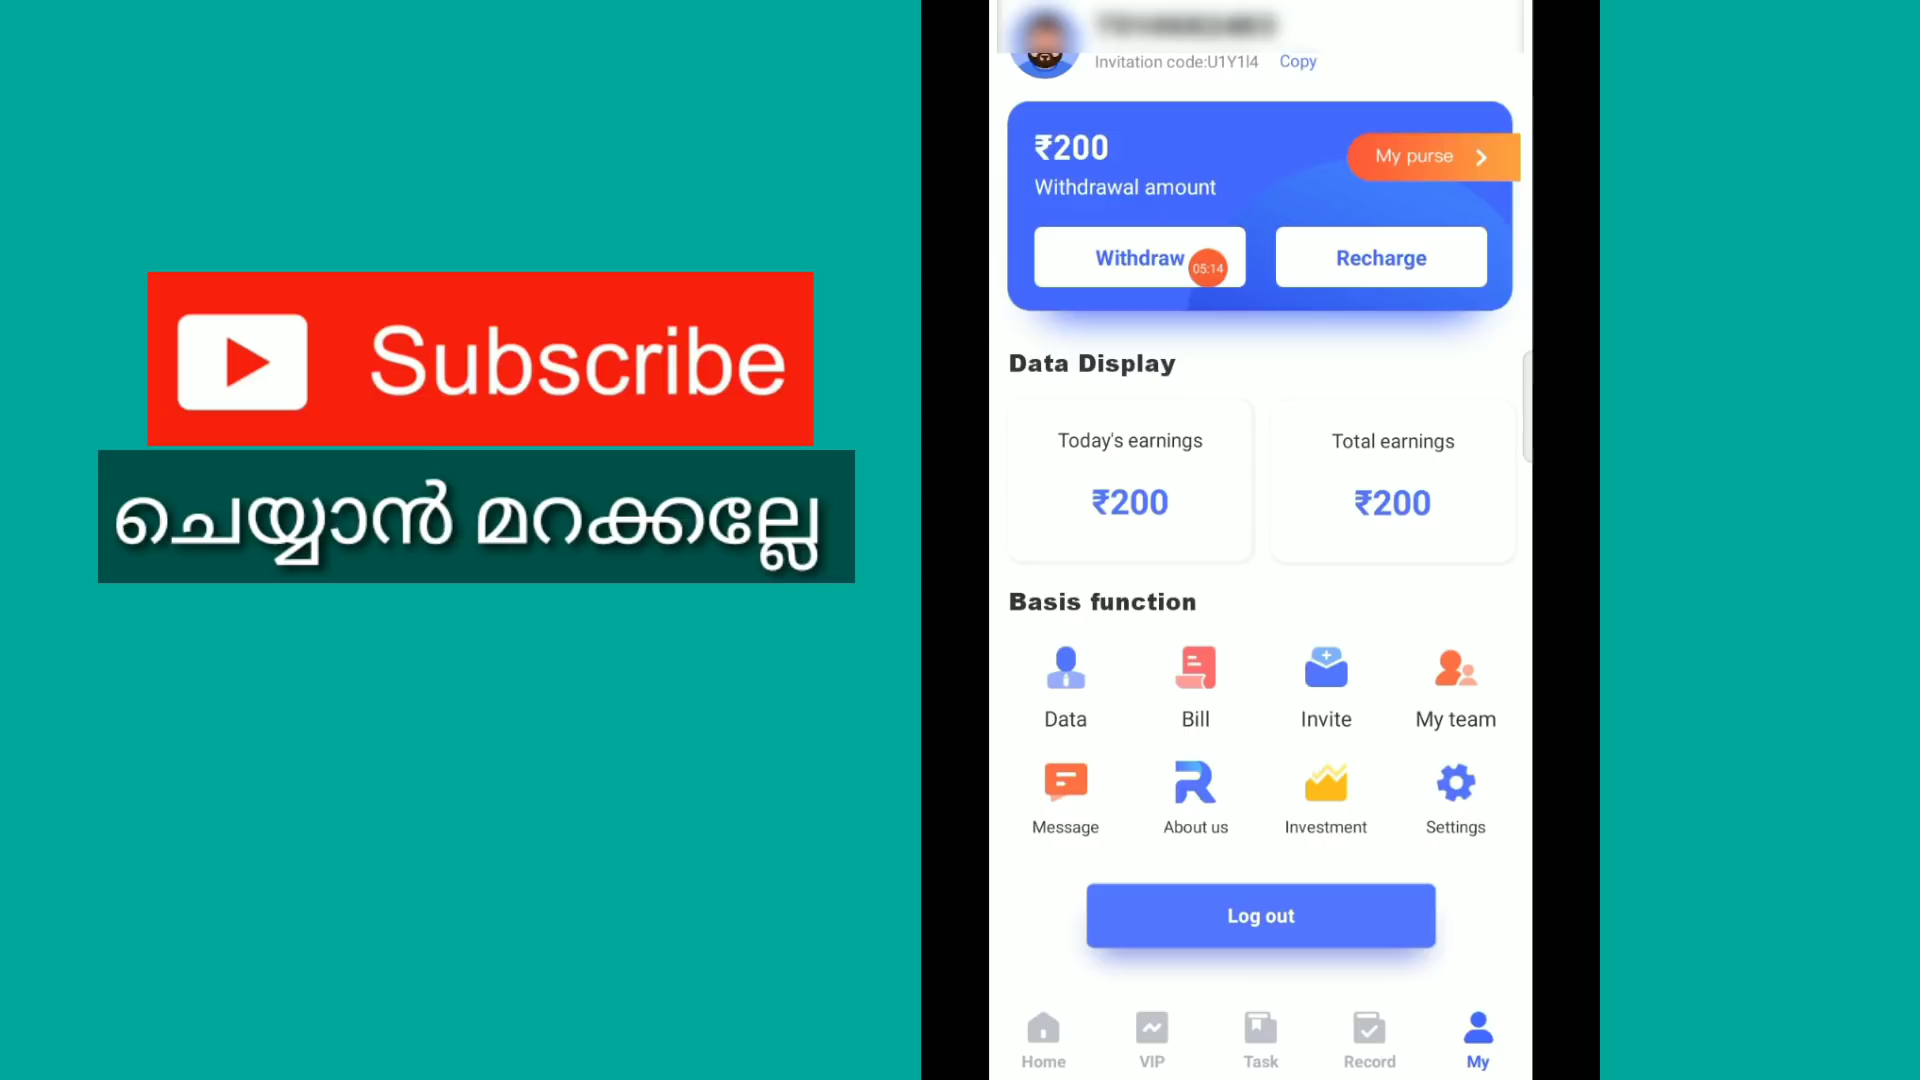 Subscribe
ചെയ്യാൻ മറക്കല്ലേ
Invitation code:U1Y1I4 Copy
₹200
My purse
Withdrawal amount
Withdraw
05:14
Recharge
Data Display
Today's earnings
Total earnings
₹200
₹200
Basis function
Data
Bill
Invite
My team
Message
About us
Investment
Settings
Log out
Home
VIP
Task
Record
My